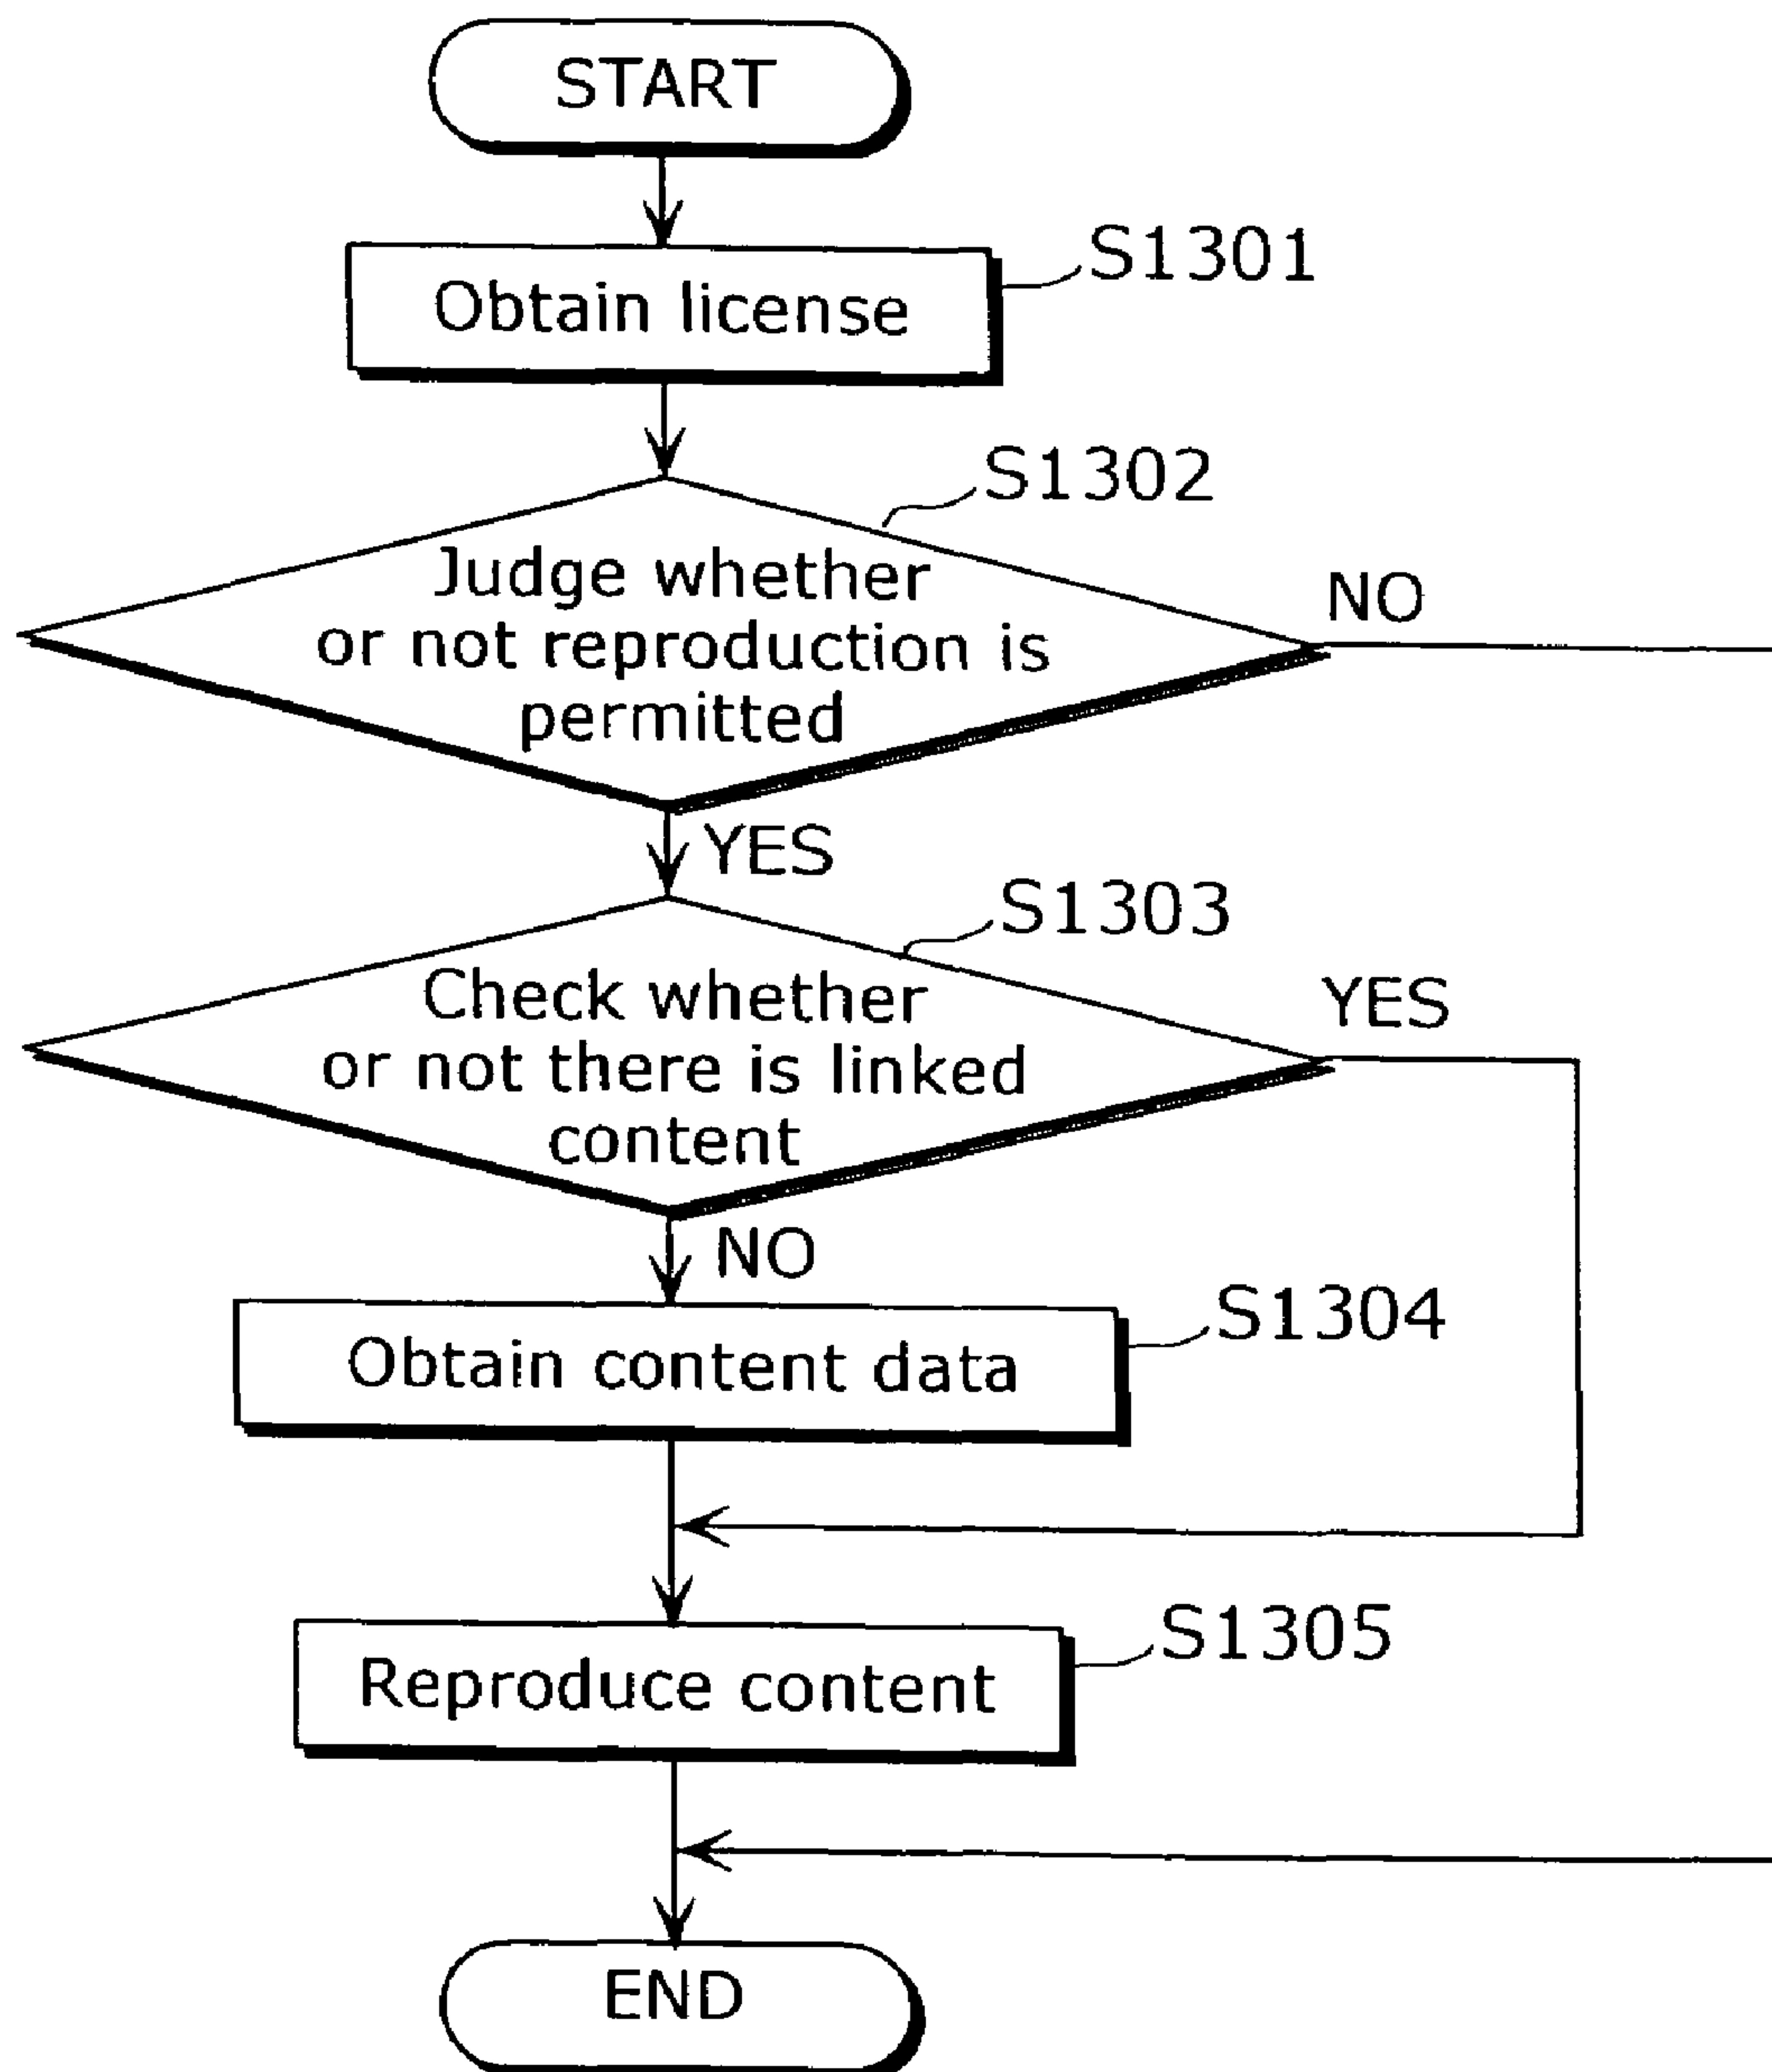 START
S1301
Obtain license
S1302
Judge whether
or not reproduction is
permitted
NO
YES
S1303
Check whether
or not there is linked
content
YES
NO
S1304
Obtain content data
S1305
Reproduce content
END